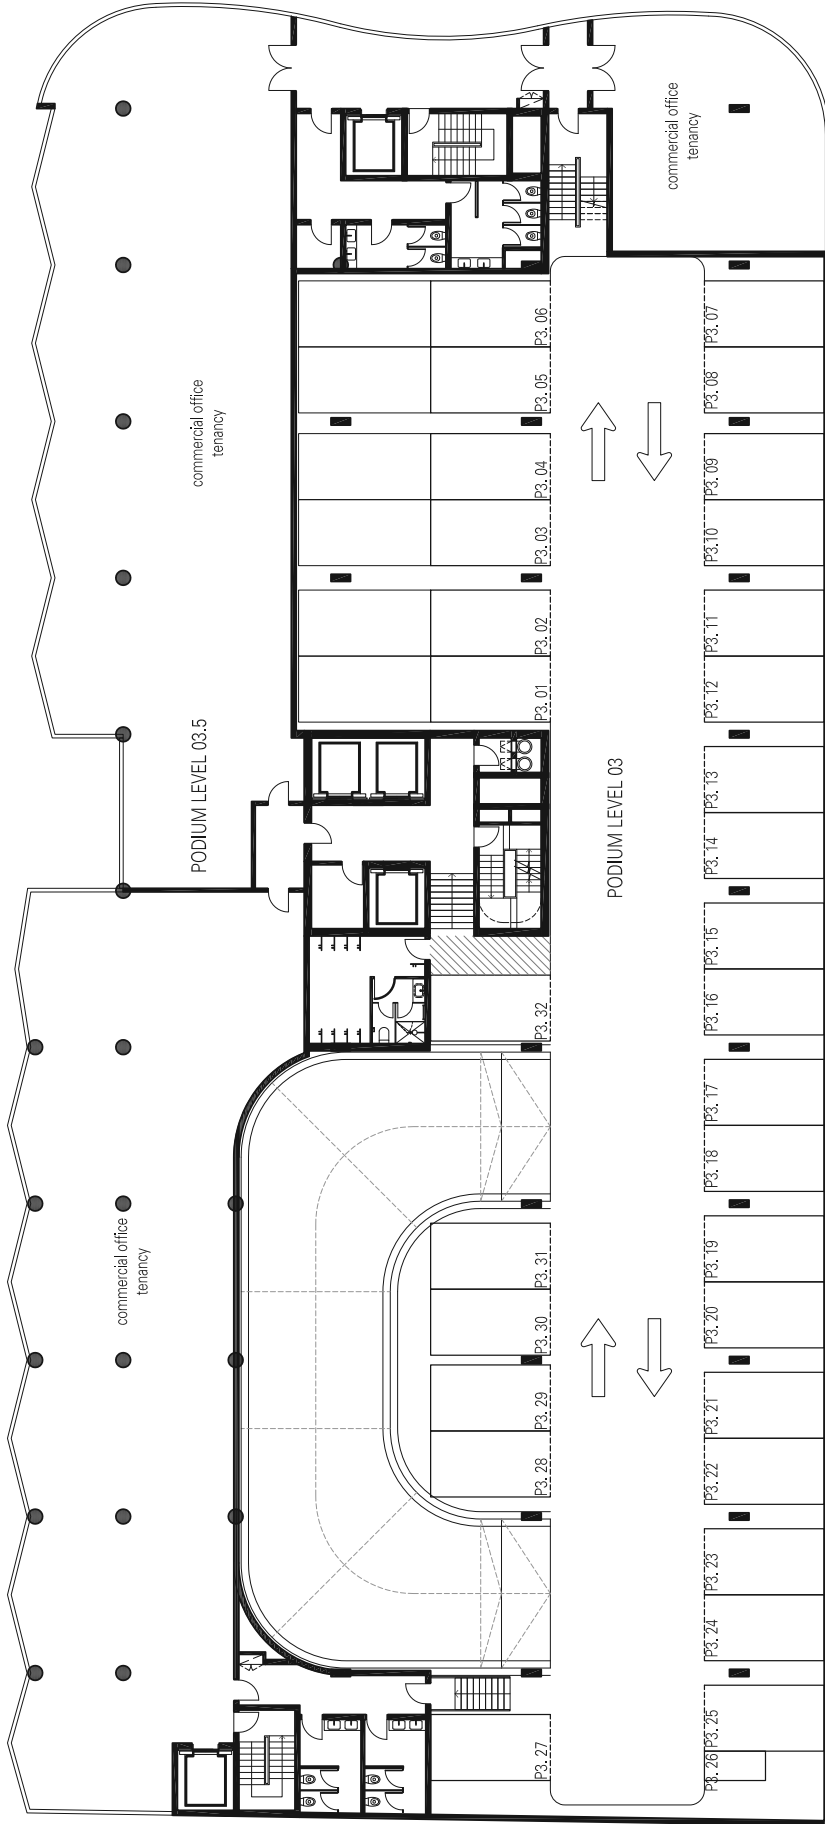 commercial office
tenancy
commercial office
tenancy
PODIUM LEVEL 03.5
commercial office
tenancy
PODIUM LEVEL 03
P3. 06
P3. 05
P3. 04
P3. 03
P3. 02
P3. 01
P3. 32
P3. 31
P3. 30
P3. 29
P3. 28
P3. 27
P3. 07
P3. 08
P3. 09
P3.10
P3. 11
P3. 12
P3. 13
P3. 14
P3. 15
P3. 16
P3. 17
P3. 18
P3. 19
P3. 20
P3. 21
P3. 22
P3. 23
P3. 24
P3. 25
P3. 26